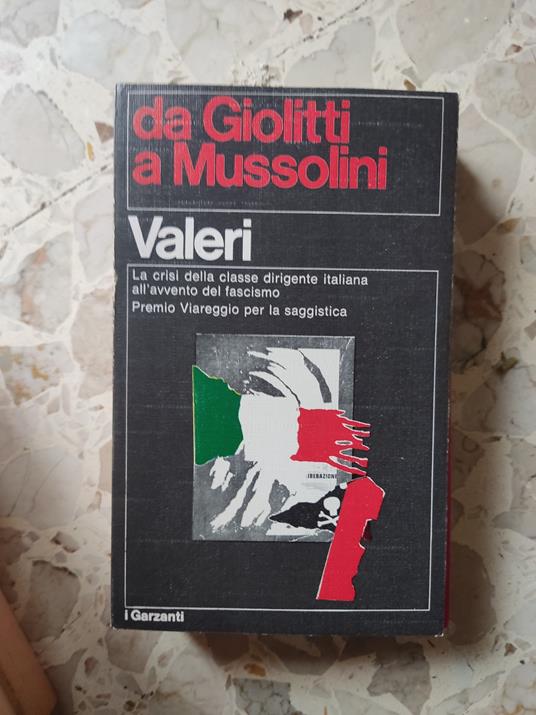 da Giolitti
a Mussolini
Valeri
La crisi della classe dirigente italiana
all'avvento del fascismo
Premio Viareggio per la saggistica
IBERAZIONE
i Garzanti